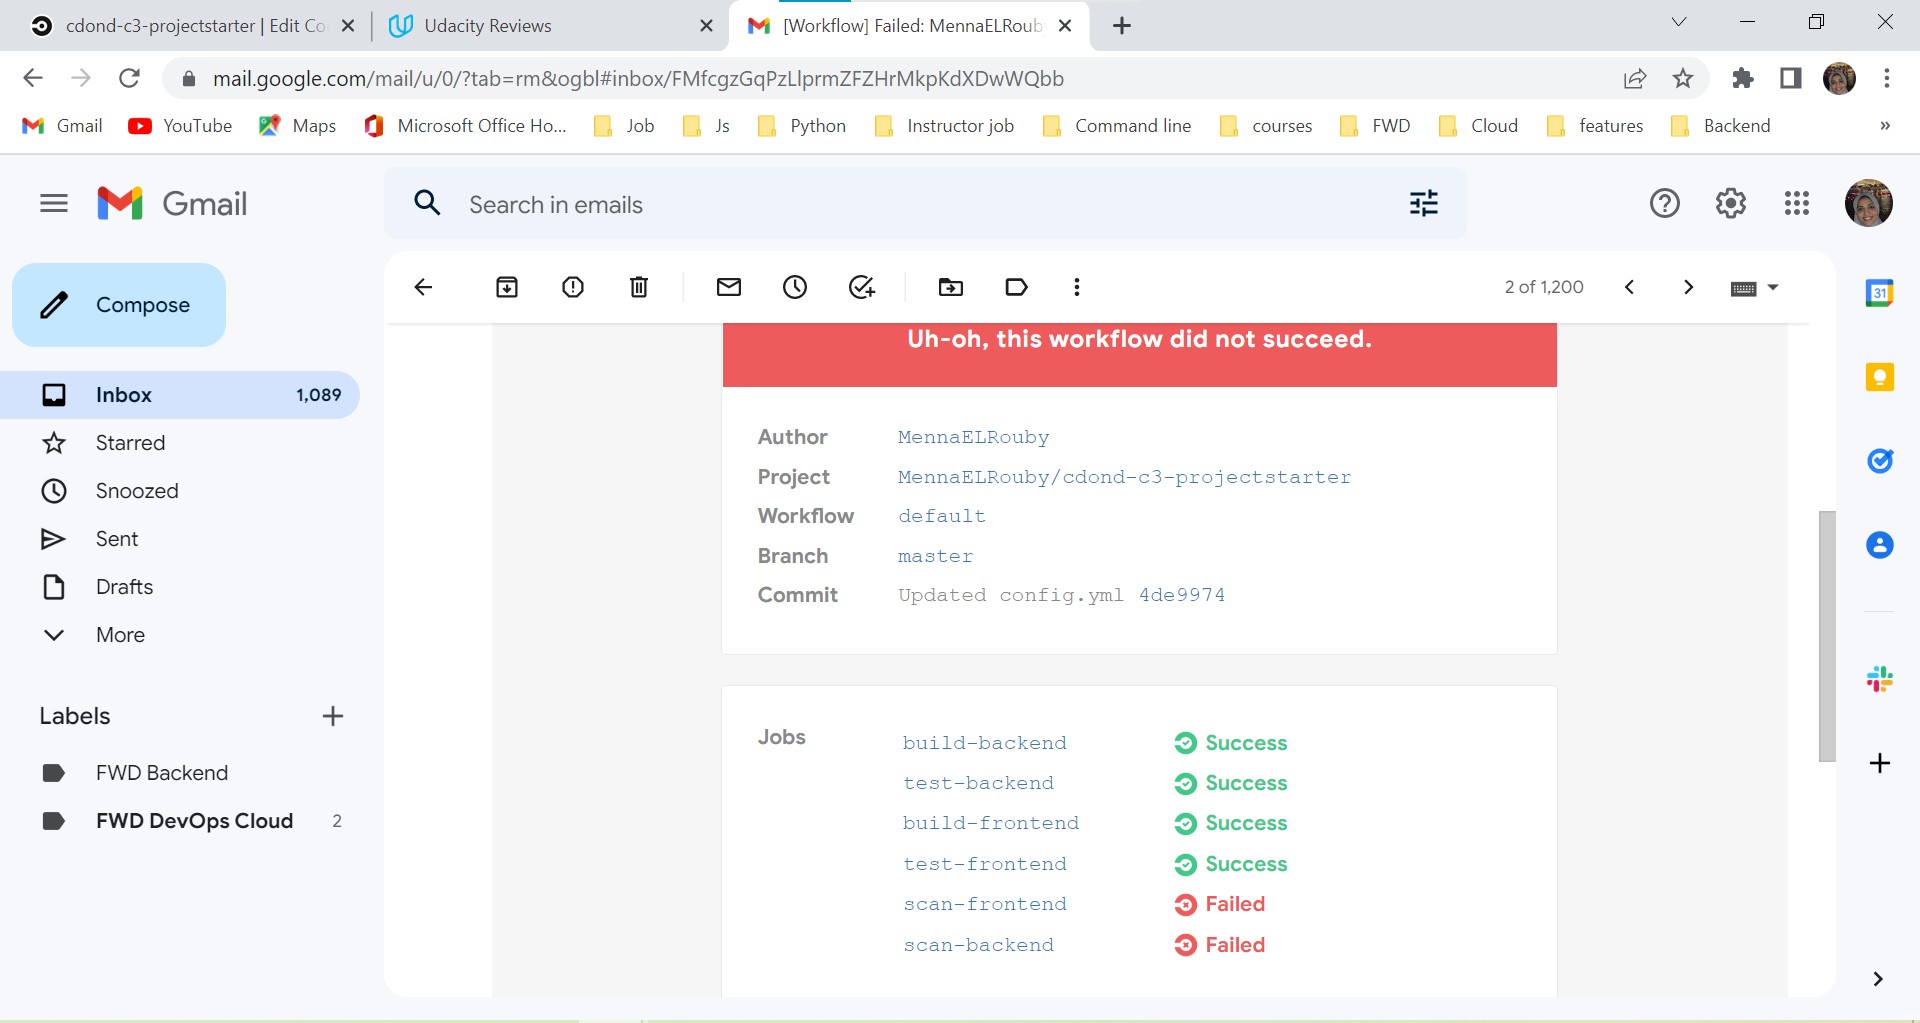 cdond-c3-projectstarter | Edit Co
Udacity Reviews
[Workflow] Failed: MennaELRoub
mail.google.com/mail/u/0/?tab=rm&ogbl#inbox/FMfcgzGqPzLlprmZFZHrMkpKdXDwWQbb
Gmail
YouTube
Maps
Microsoft Office Ho...
Job
Js
Python
Instructor job
Command line
courses
FWD
Cloud
features
Backend
»
Gmail
Search in emails
Compose
2 of 1,200
31
Inbox 1,089
Starred
Snoozed
Sent
Drafts
More
Labels
FWD Backend
FWD DevOps Cloud 2
Uh-oh, this workflow did not succeed.
Author MennaELRouby
Project MennaELRouby/cdond-c3-projectstarter
Workflow default
Branch master
Commit Updated config.yml 4de9974
Jobs build-backend Success
test-backend Success
build-frontend Success
test-frontend Success
scan-frontend Failed
scan-backend Failed